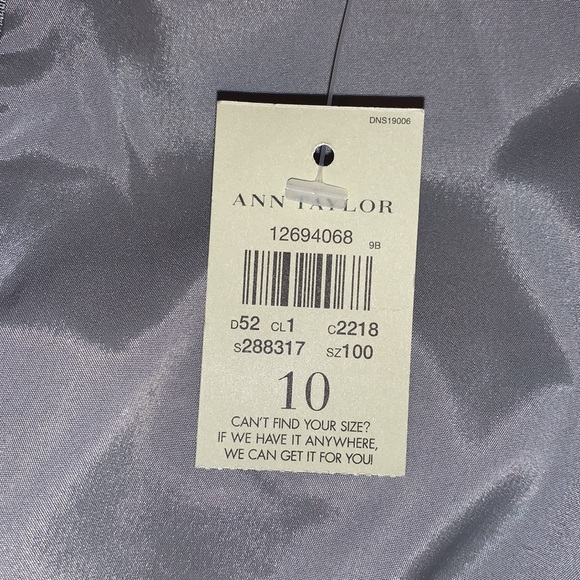 DNS19006
ANN TAYLOR
12694068 9B
D52 CL1 C2218
S288317 SZ100
10
CAN'T FIND YOUR SIZE?
IF WE HAVE IT ANYWHERE,
WE CAN GET IT FOR YOU!